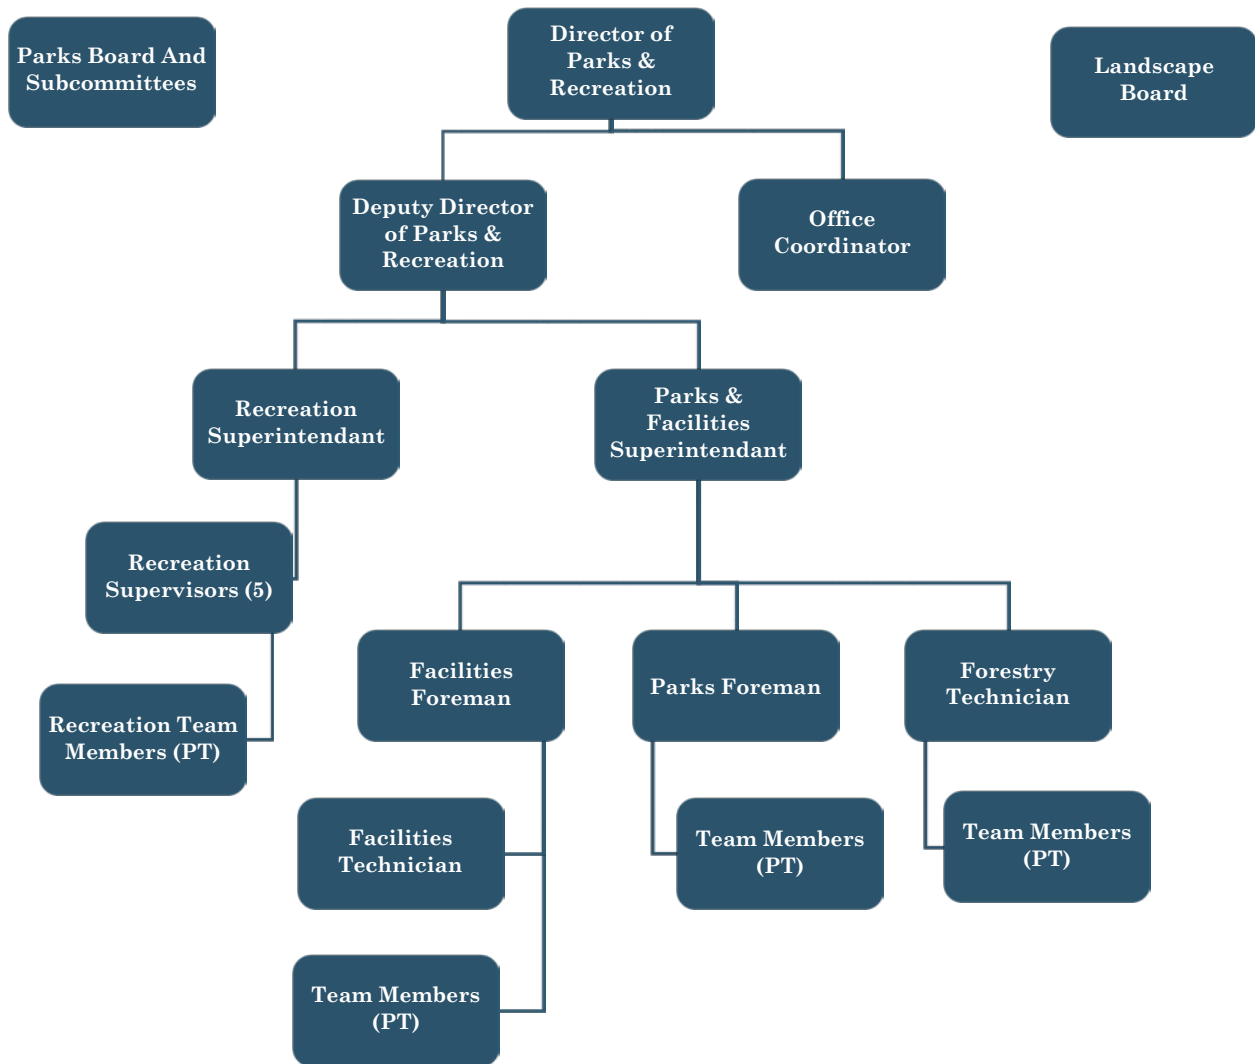 Parks Board And
Subcommittees
Director of
Parks &
Recreation
Landscape
Board
Deputy Director
of Parks &
Recreation
Office
Coordinator
Recreation
Superintendant
Parks &
Facilities
Superintendant
Recreation
Supervisors (5)
Recreation Team
Members (PT)
Facilities
Foreman
Parks Foreman
Forestry
Technician
Facilities
Technician
Team Members
(PT)
Team Members
(PT)
Team Members
(PT)